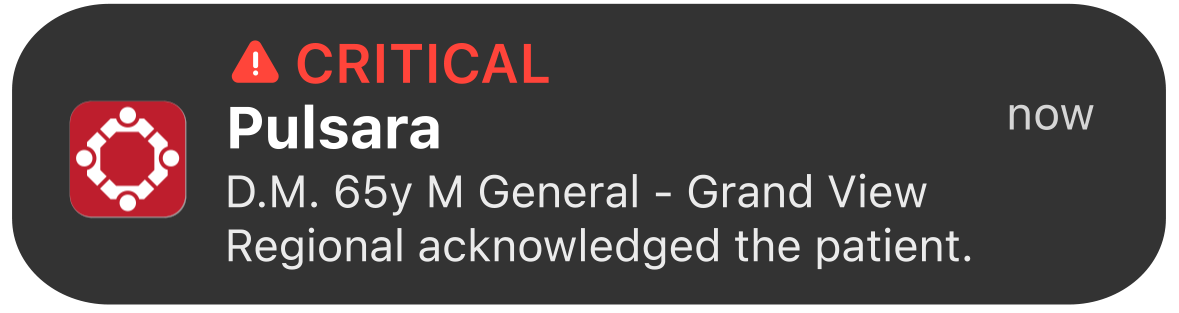 CRITICAL
Pulsara
now
D.M. 65y M General - Grand View
Regional acknowledged the patient.